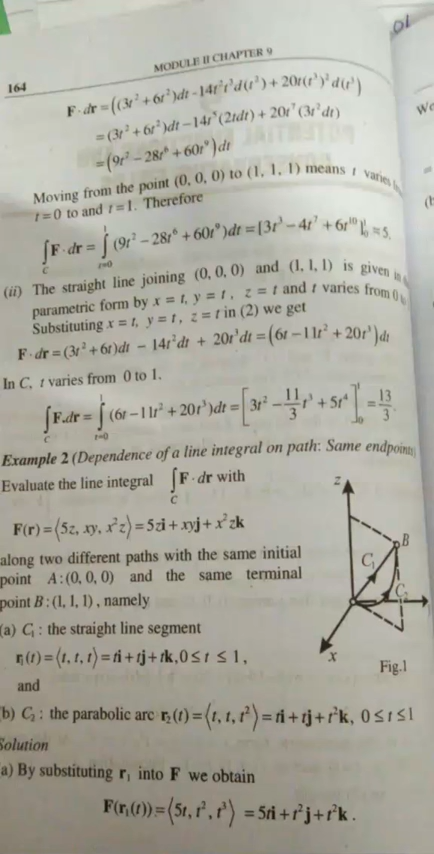 01
164
MODULE II CHAPTER 9
F · dr = ((3t² + 6t²)dt – 14t²t³d(t²) + 20t(t³)² d(t³)
= (3t² + 6t²)dt – 14t⁵(2tdt) + 20t⁷(3t²dt)
= (9t² – 28t⁶ + 60t⁹)dt
Moving from the point (0, 0, 0) to (1, 1, 1) means t varies
t = 0 to and t = 1. Therefore
∫_C F · dr = ∫_{t=0}^1 (9t² – 28t⁶ + 60t⁹)dt = [3t³ – 4t⁷ + 6t¹⁰]₀¹ = 5.
(ii) The straight line joining (0, 0, 0) and (1, 1, 1) is given
parametric form by x = t, y = t, z = t and t varies from 0
Substituting x = t, y = t, z = t in (2) we get
F · dr = (3t² + 6t)dt – 14t²dt + 20t³dt = (6t – 11t² + 20t³)dt
In C, t varies from 0 to 1.
∫_C F.dr = ∫_{t=0}^1 (6t – 11t² + 20t³)dt = [3t² – 11/3 t³ + 5t⁴]₀¹ = 13/3.
Example 2 (Dependence of a line integral on path: Same endpoints)
Evaluate the line integral ∫_C F · dr with
F(r) = ⟨5z, xy, x²z⟩ = 5zi + xyj + x²zk
along two different paths with the same initial
point A:(0, 0, 0) and the same terminal
point B:(1, 1, 1), namely
(a) C₁: the straight line segment
r₁(t) = ⟨t, t, t⟩ = ti + tj + tk, 0 ≤ t ≤ 1,
and
z
B
C₁
C₂
x
Fig.1
b) C₂: the parabolic arc r₂(t) = ⟨t, t, t²⟩ = ti + tj + t²k, 0 ≤ t ≤ 1
Solution
a) By substituting r₁ into F we obtain
F(r₁(t)) = ⟨5t, t², t³⟩ = 5ti + t²j + t²k.